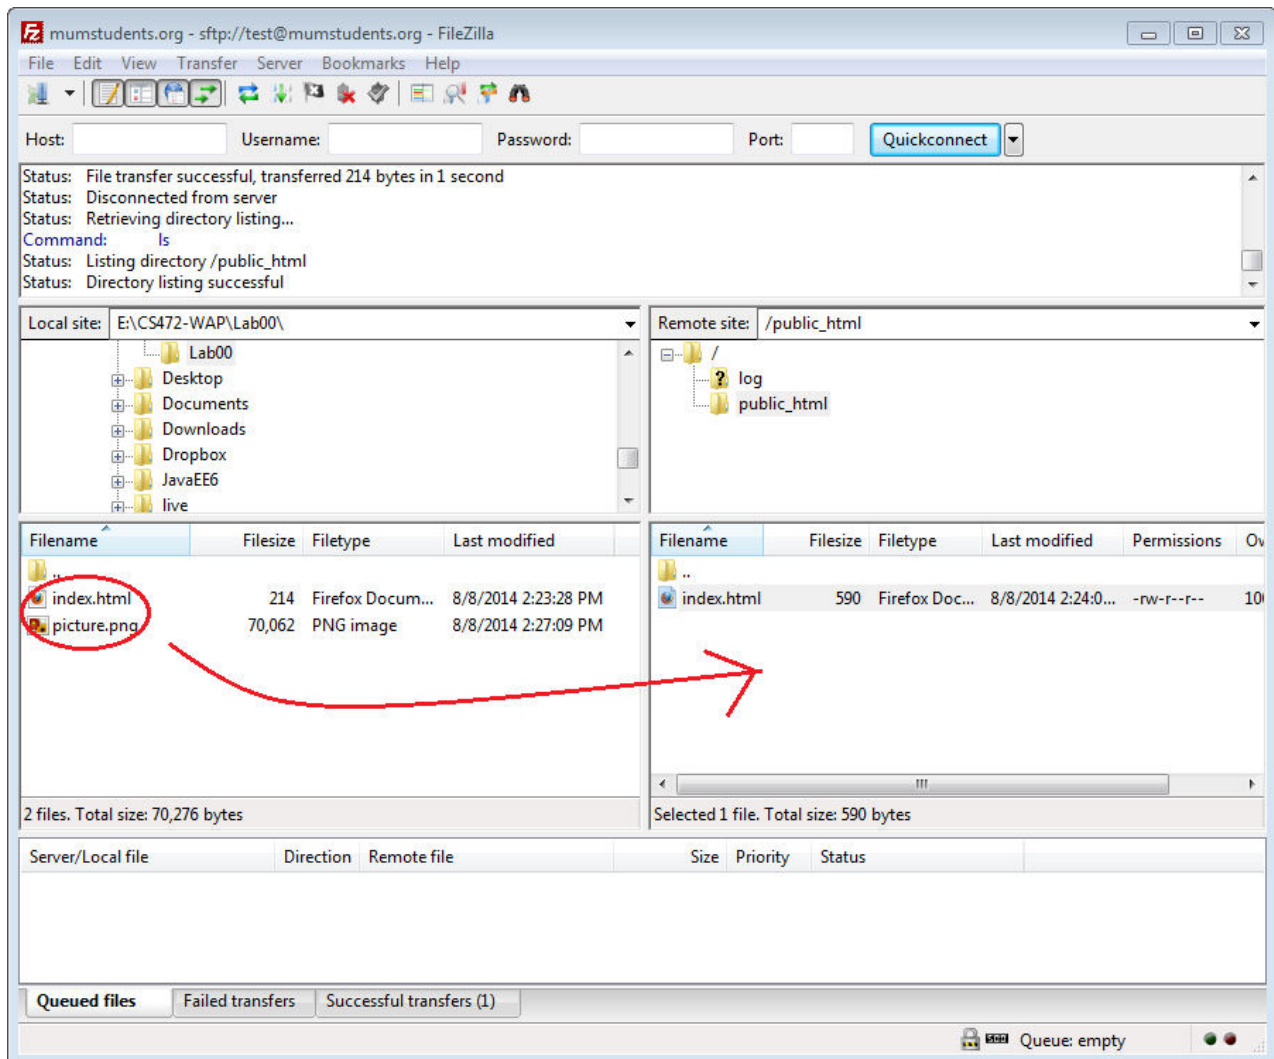 mumstudents.org - sftp://test@mumstudents.org - FileZilla
File Edit View Transfer Server Bookmarks Help
Host: Username: Password: Port: Quickconnect
Status: File transfer successful, transferred 214 bytes in 1 second
Status: Disconnected from server
Status: Retrieving directory listing...
Command: ls
Status: Listing directory /public_html
Status: Directory listing successful
Local site: E:\CS472-WAP\Lab00\
Lab00
Desktop
Documents
Downloads
Dropbox
JavaEE6
live
Remote site: /public_html
/
log
public_html
Filename Filesize Filetype Last modified
..
index.html 214 Firefox Docum... 8/8/2014 2:23:28 PM
picture.png 70,062 PNG image 8/8/2014 2:27:09 PM
2 files. Total size: 70,276 bytes
Filename Filesize Filetype Last modified Permissions Ow
..
index.html 590 Firefox Doc... 8/8/2014 2:24:0... -rw-r--r-- 100
Selected 1 file. Total size: 590 bytes
Server/Local file Direction Remote file Size Priority Status
Queued files Failed transfers Successful transfers (1)
Queue: empty